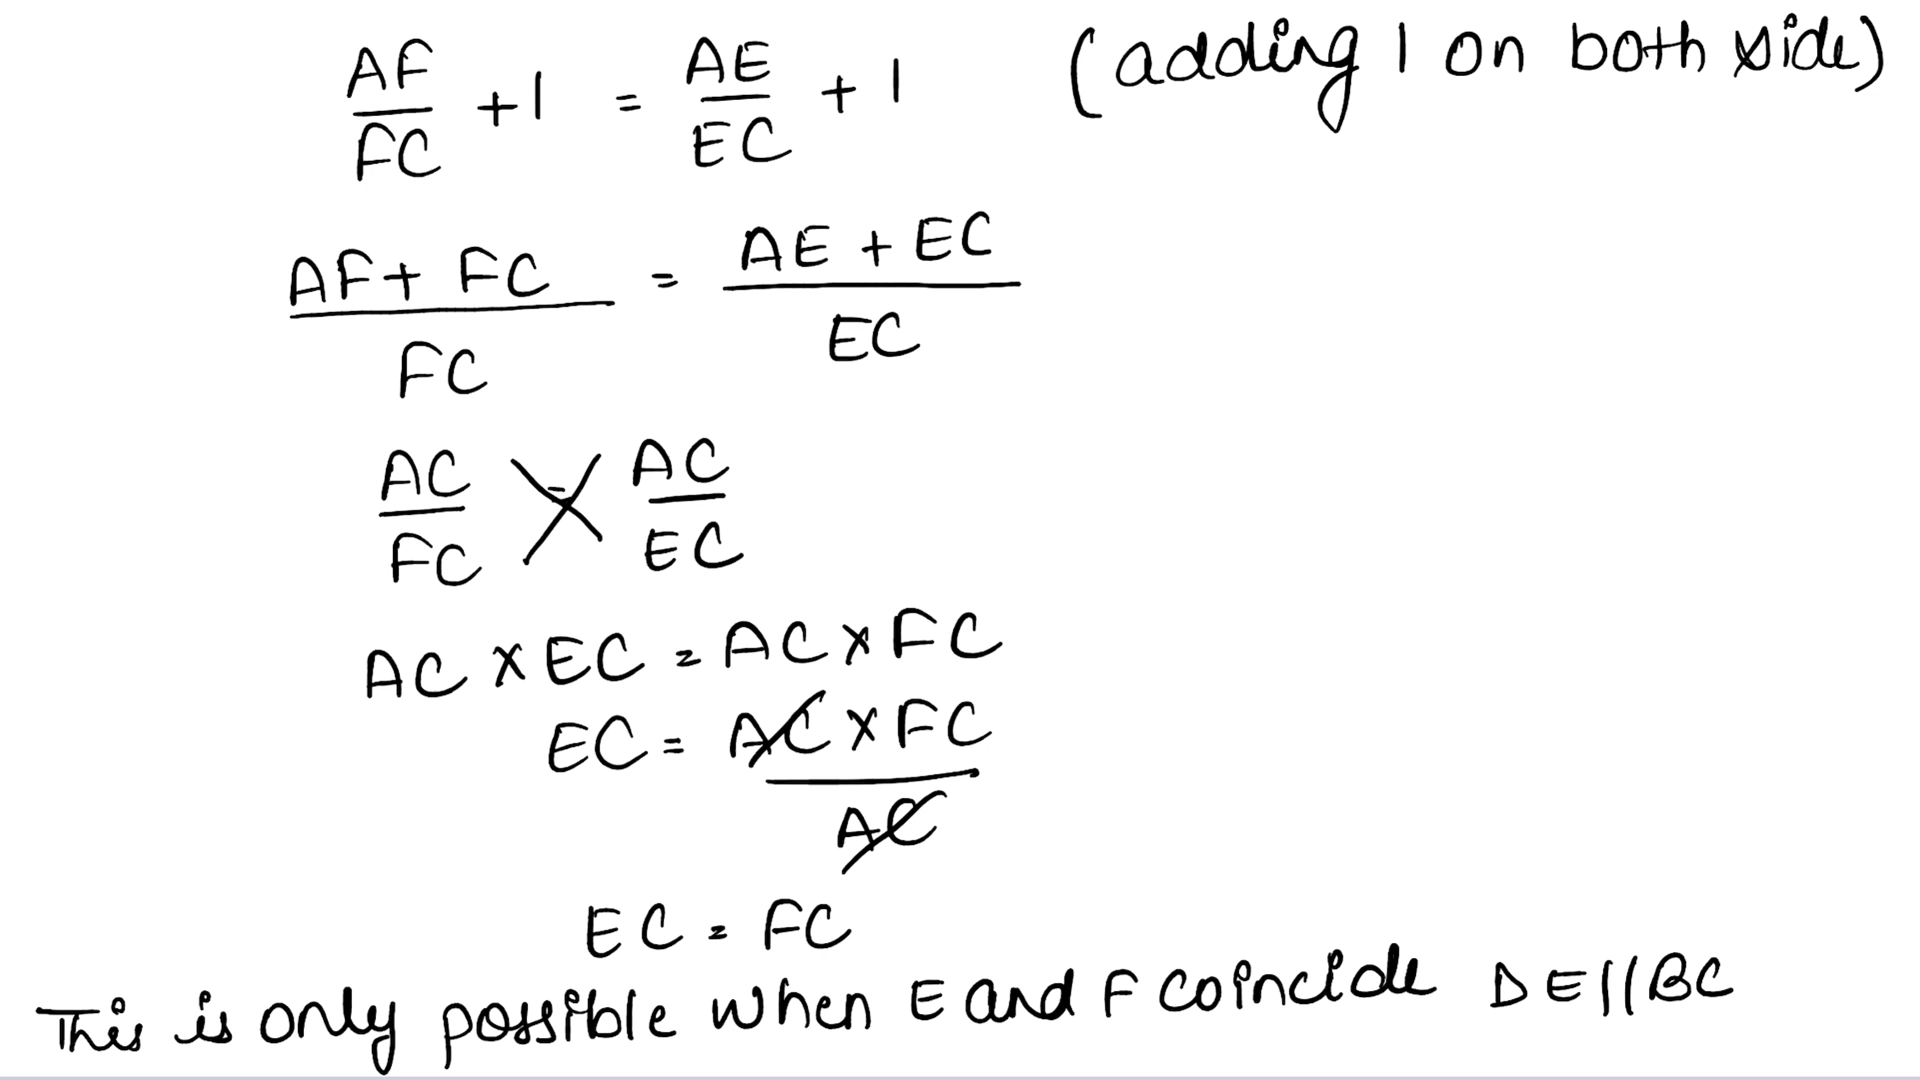 AF/FC +1 = AE/EC + 1 (adding 1 on both side)
AF+ FC/FC = AE + EC/EC
AC/FC = AC/EC
AC x EC = AC x FC
EC = AC x FC/AC
EC = FC
This is only possible when E and F coincide DE||BC